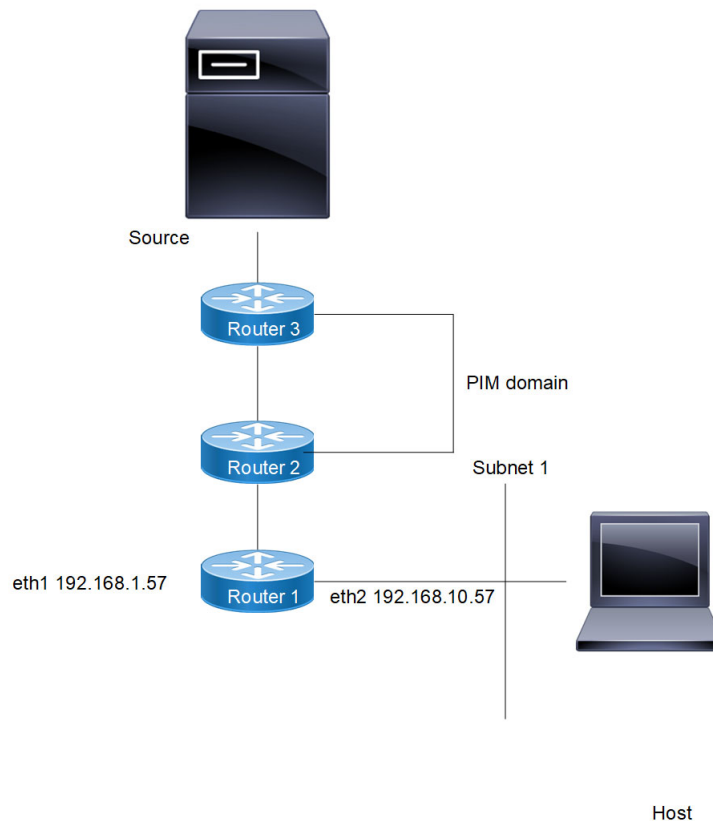 Source
Router 3
PIM domain
Router 2
Subnet 1
eth1 192.168.1.57
Router 1
eth2 192.168.10.57
Host